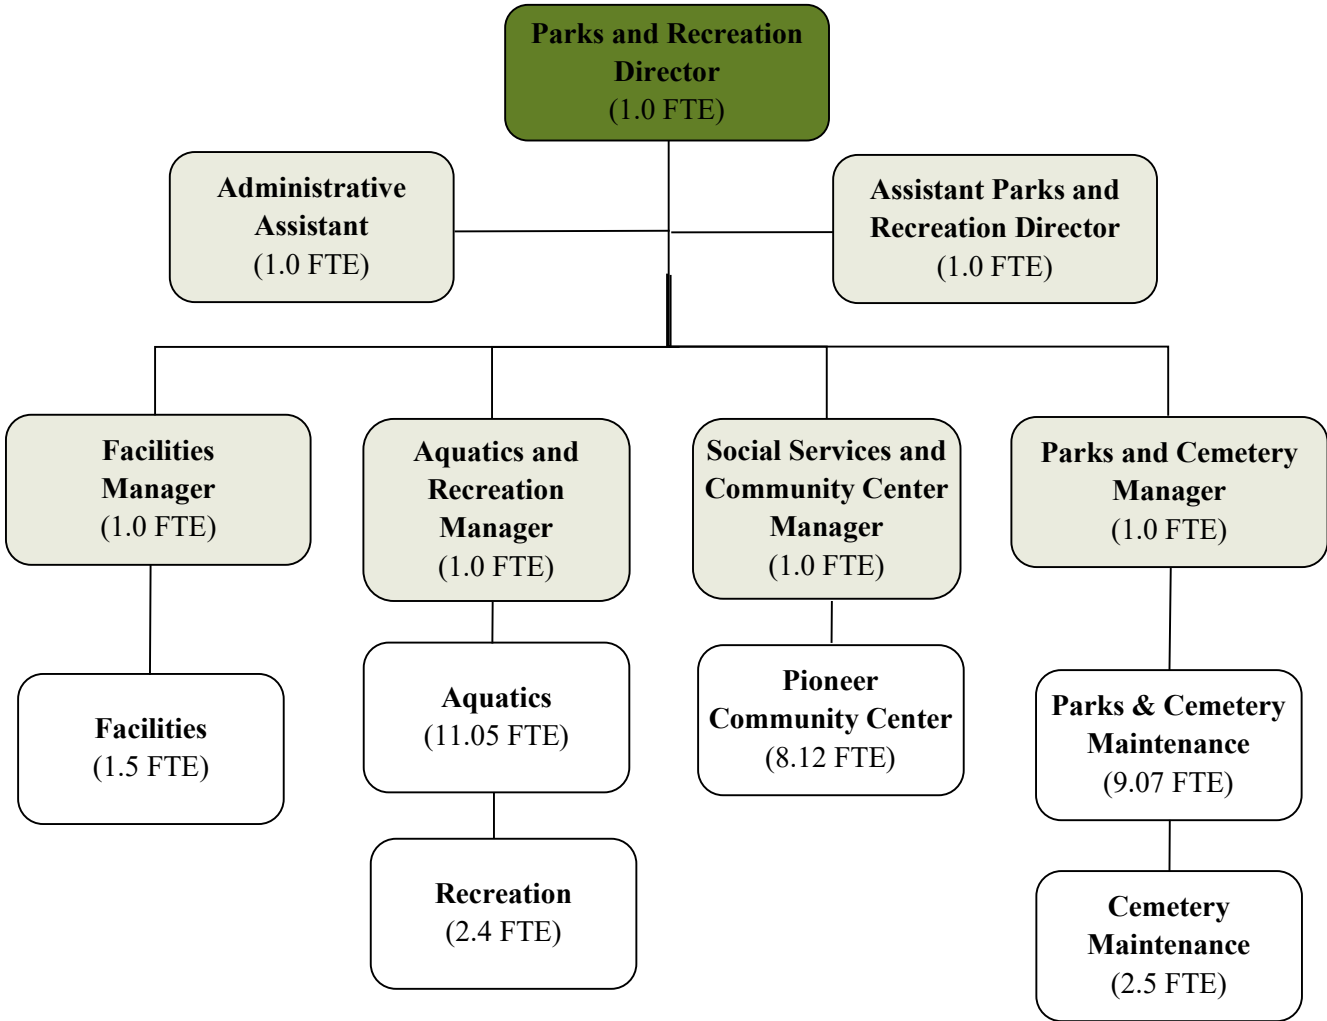 Parks and Recreation
Director
(1.0 FTE)
Administrative
Assistant
(1.0 FTE)
Assistant Parks and
Recreation Director
(1.0 FTE)
Facilities
Manager
(1.0 FTE)
Aquatics and
Recreation
Manager
(1.0 FTE)
Social Services and
Community Center
Manager
(1.0 FTE)
Parks and Cemetery
Manager
(1.0 FTE)
Facilities
(1.5 FTE)
Aquatics
(11.05 FTE)
Pioneer
Community Center
(8.12 FTE)
Parks & Cemetery
Maintenance
(9.07 FTE)
Recreation
(2.4 FTE)
Cemetery
Maintenance
(2.5 FTE)